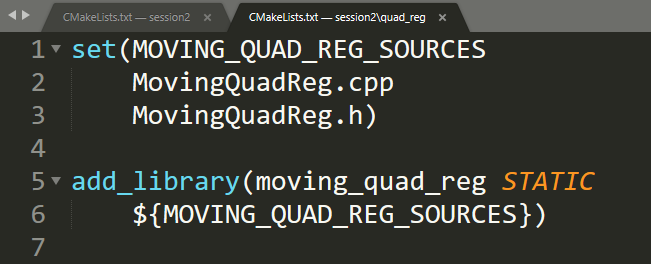 CMakeLists.txt — session2 × CMakeLists.txt — session2\quad_reg ×
1 set(MOVING_QUAD_REG_SOURCES
2 MovingQuadReg.cpp
3 MovingQuadReg.h)
4
5 add_library(moving_quad_reg STATIC
6 ${MOVING_QUAD_REG_SOURCES})
7